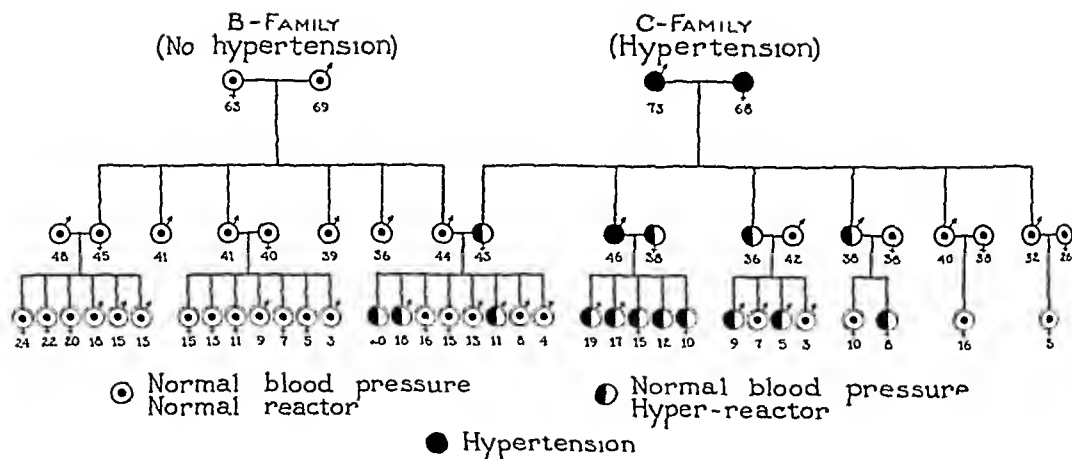 B-FAMILY
(No hypertension)
C-FAMILY
(Hypertension)
63 69 73 68
48 45 41 41 40 39 36 44 43 46 38 36 42 38 38 40 38 32 26
24 22 20 18 15 13 15 13 11 9 7 5 3 18 16 15 13 11 8 4 19 17 15 12 10 9 7 5 3 10 8 16 5
Normal blood pressure
Normal reactor
Normal blood pressure
Hyper-reactor
Hypertension